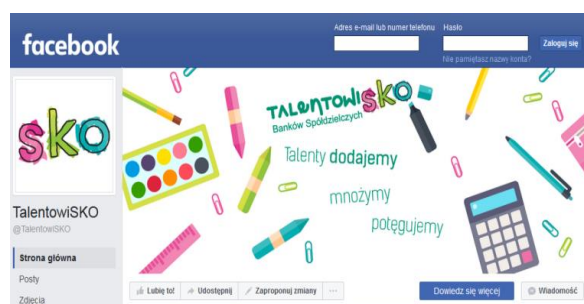 Adres e-mail lub numer telefonu Hasło
facebook
Zaloguj się
Nie pamiętasz nazwy konta?
sko
TalentowiSKO
Banków Spółdzielczych
Talenty dodajemy
mnożymy
potęgujemy
TalentowiSKO
@TalentowiSKO
Strona główna
Posty
Zdjęcia
Lubię to! Udostępnij Zaproponuj zmiany ... Dowiedz się więcej Wiadomość